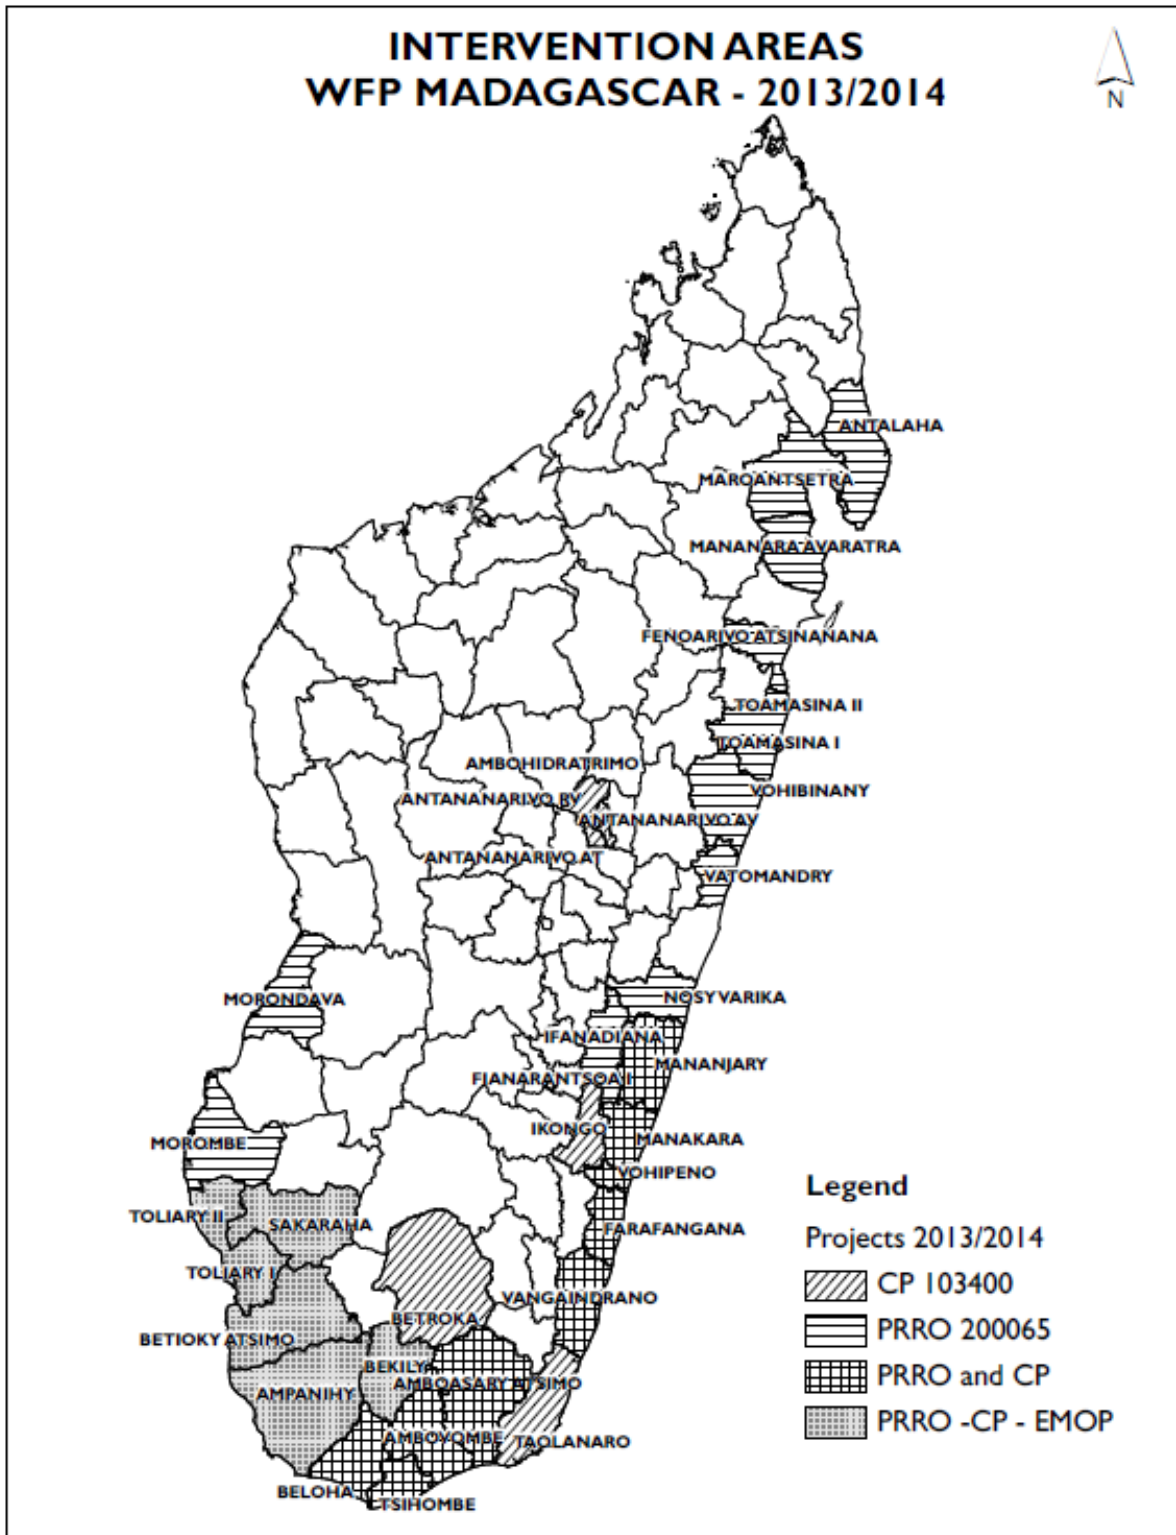 INTERVENTION AREAS
WFP MADAGASCAR - 2013/2014
N
ANTALAHA
MAROANTSETRA
MANANARA AVARATRA
FENOARIVO ATSINANANA
TOAMASINA II
TOAMASINA I
AMBOHIDRATRIMO
VOHIBINANY
ANTANANARIVO RV
ANTANANARIVO AV
ANTANANARIVO AT
VATOMANDRY
MORONDAVA
NOSY VARIKA
IFANADIANA
MANANJARY
FIANARANTSOA I
IKONGO
MANAKARA
MOROMBE
VOHIPENO
TOLIARY II
SAKARAHA
FARAFANGANA
TOLIARY I
VANGAINDRANO
BETROKA
BETIOKY ATSIMO
BEKILY
AMBOASARY ATSIMO
AMPANIHY
AMBOVOMBE
TAOLANARO
BELOHA
TSIHOMBE
Legend
Projects 2013/2014
CP 103400
PRRO 200065
PRRO and CP
PRRO -CP - EMOP